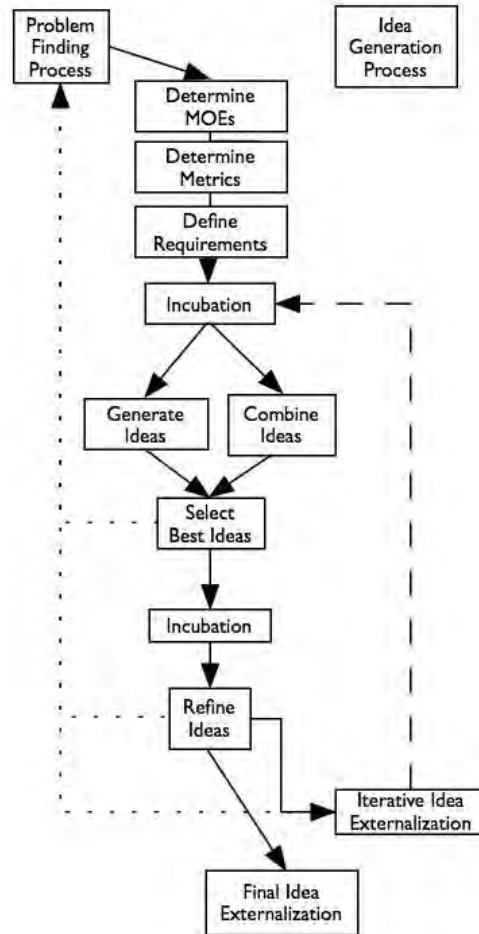 Problem
Finding
Process
Idea
Generation
Process
Determine
MOEs
Determine
Metrics
Define
Requirements
Incubation
Generate
Ideas
Combine
Ideas
Select
Best Ideas
Incubation
Refine
Ideas
Iterative Idea
Externalization
Final Idea
Externalization